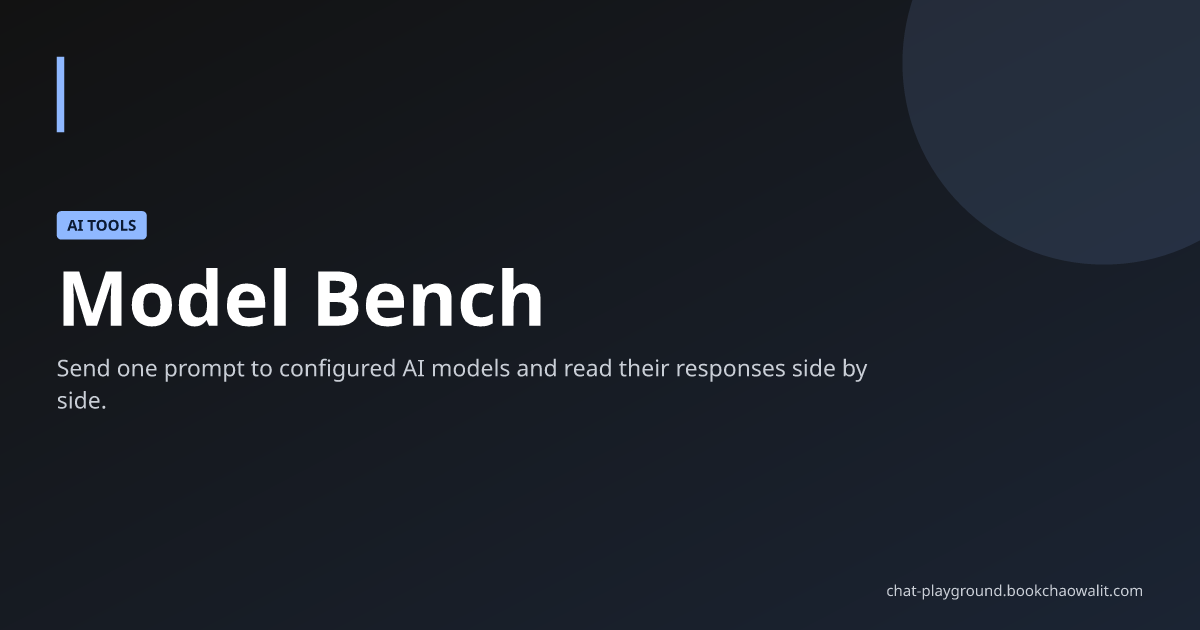 AI TOOLS
Model Bench
Send one prompt to configured AI models and read their responses side by
side.
chat-playground.bookchaowalit.com